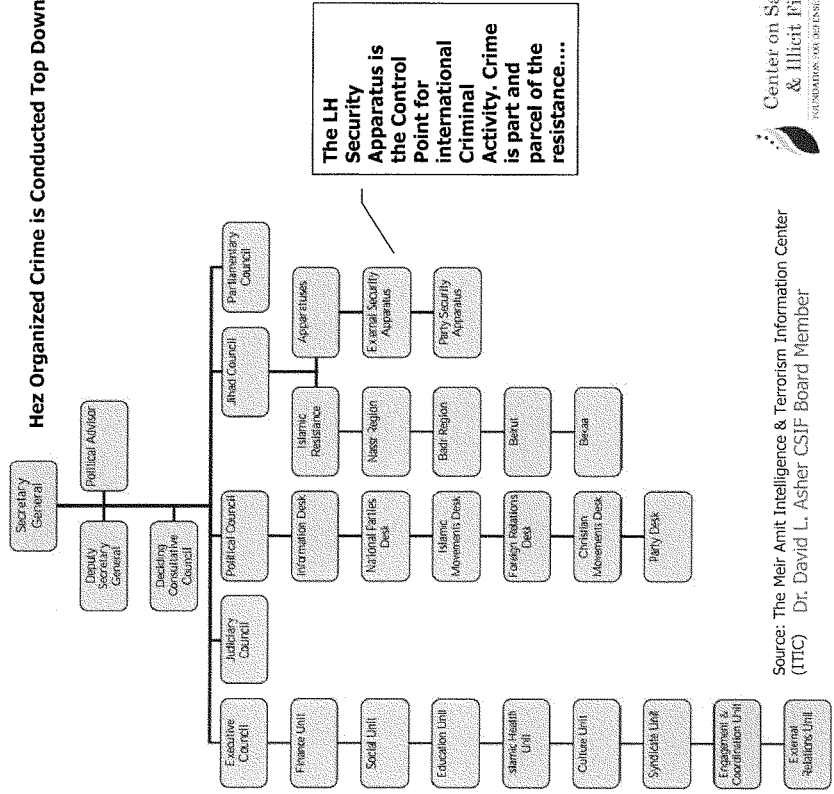 Hez Organized Crime is Conducted Top Down
Secretary
General
Political Advisor
Deputy
Secretary
General
Deciding
Consultative
Council
Executive
Council
Finance Unit
Social Unit
Education Unit
Islamic Health
Unit
Culture Unit
Syndicate Unit
Engagement &
Coordination Unit
External
Relations Unit
Judiciary
Council
Political Council
Information Desk
National Parties
Desk
Islamic
Movements Desk
Foreign Relations
Desk
Christian
Movements Desk
Party Desk
Jihad Council
Islamic
Resistance
Nassr Region
Badr Region
Beirut
Bekaa
Apparatuses
External Security
Apparatus
Party Security
Apparatus
Parliamentary
Council
The LH
Security
Apparatus is
the Control
Point for
international
Criminal
Activity. Crime
is part and
parcel of the
resistance....
Source: The Meir Amit Intelligence & Terrorism Information Center
(ITIC) Dr. David L. Asher CSIF Board Member
Center on Sa
& Illicit Fi
FOUNDATION FOR DEFENSE